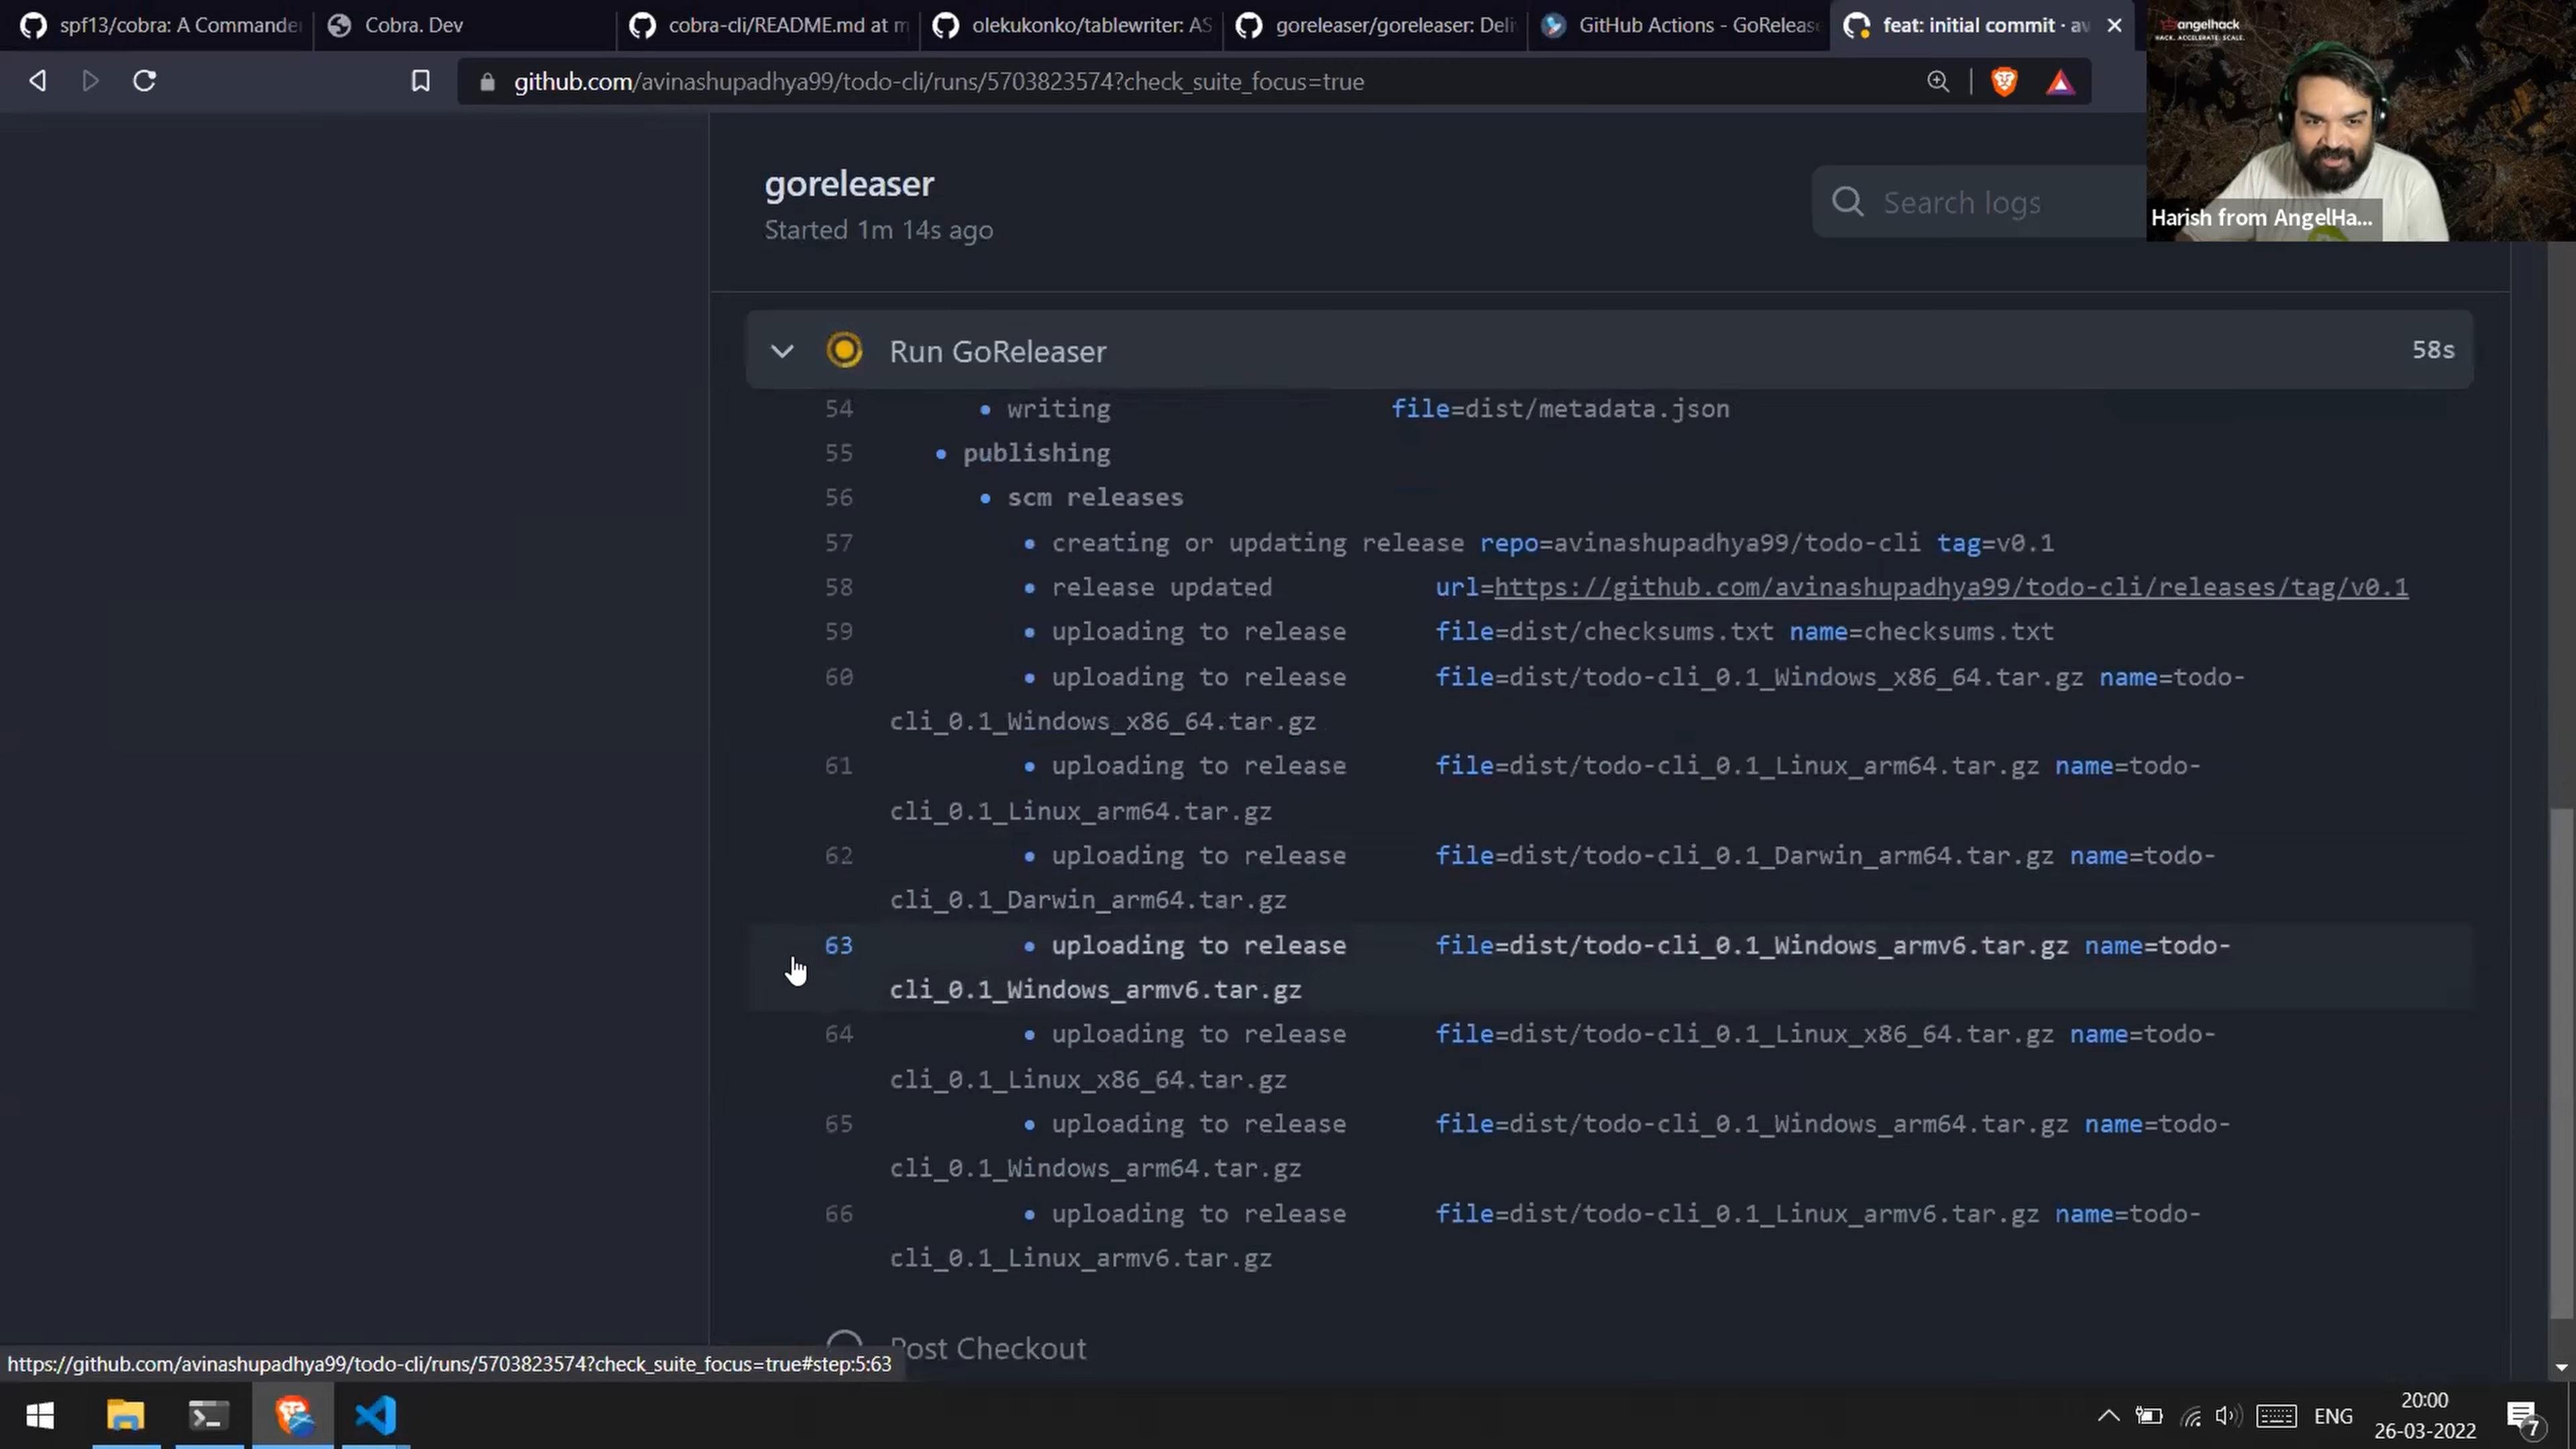 spf13/cobra: A Commander
Cobra. Dev
cobra-cli/README.md at m
olekukonko/tablewriter: AS
goreleaser/goreleaser: Deli
GitHub Actions - GoRelease
feat: initial commit · av
angelhack
HACK. ACCELERATE. SCALE.
github.com/avinashupadhya99/todo-cli/runs/5703823574?check_suite_focus=true
Harish from AngelHa...
goreleaser
Started 1m 14s ago
Search logs
Run GoReleaser
58s
54 • writing file=dist/metadata.json
55 • publishing
56 • scm releases
57 • creating or updating release repo=avinashupadhya99/todo-cli tag=v0.1
58 • release updated url=https://github.com/avinashupadhya99/todo-cli/releases/tag/v0.1
59 • uploading to release file=dist/checksums.txt name=checksums.txt
60 • uploading to release file=dist/todo-cli_0.1_Windows_x86_64.tar.gz name=todo-
cli_0.1_Windows_x86_64.tar.gz
61 • uploading to release file=dist/todo-cli_0.1_Linux_arm64.tar.gz name=todo-
cli_0.1_Linux_arm64.tar.gz
62 • uploading to release file=dist/todo-cli_0.1_Darwin_arm64.tar.gz name=todo-
cli_0.1_Darwin_arm64.tar.gz
63 • uploading to release file=dist/todo-cli_0.1_Windows_armv6.tar.gz name=todo-
cli_0.1_Windows_armv6.tar.gz
64 • uploading to release file=dist/todo-cli_0.1_Linux_x86_64.tar.gz name=todo-
cli_0.1_Linux_x86_64.tar.gz
65 • uploading to release file=dist/todo-cli_0.1_Windows_arm64.tar.gz name=todo-
cli_0.1_Windows_arm64.tar.gz
66 • uploading to release file=dist/todo-cli_0.1_Linux_armv6.tar.gz name=todo-
cli_0.1_Linux_armv6.tar.gz
Post Checkout
https://github.com/avinashupadhya99/todo-cli/runs/5703823574?check_suite_focus=true#step:5:63
ENG
20:00
26-03-2022
7